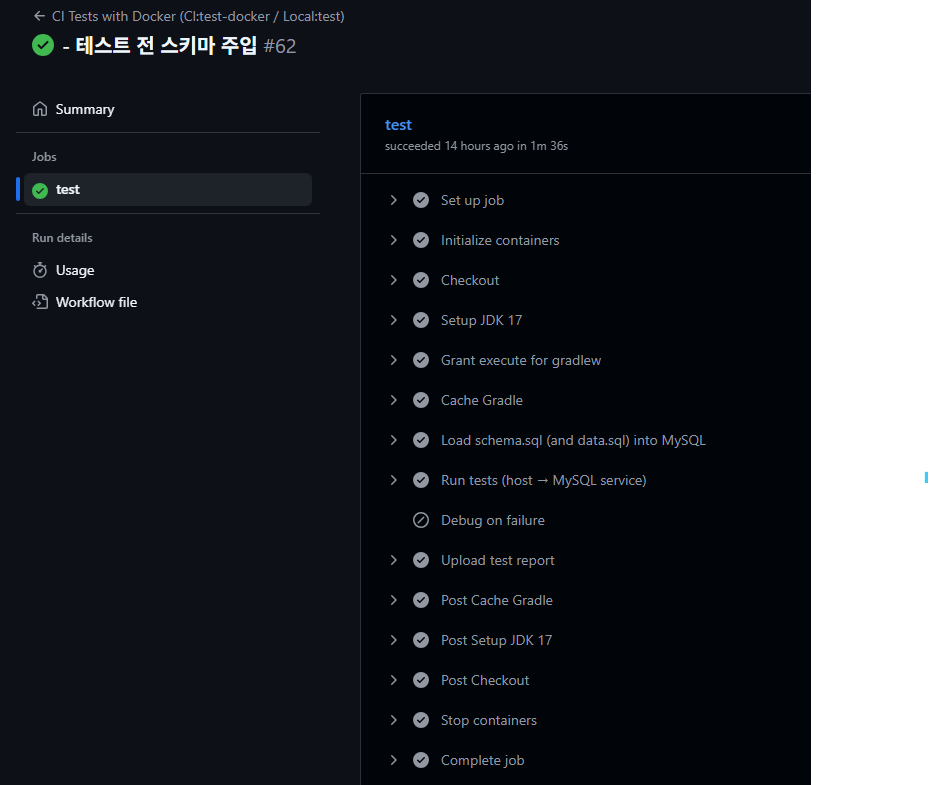 ← CI Tests with Docker (CI:test-docker / Local:test)
- 테스트 전 스키마 주입 #62
Summary
Jobs
test
Run details
Usage
Workflow file
test
succeeded 14 hours ago in 1m 36s
Set up job
Initialize containers
Checkout
Setup JDK 17
Grant execute for gradlew
Cache Gradle
Load schema.sql (and data.sql) into MySQL
Run tests (host → MySQL service)
Debug on failure
Upload test report
Post Cache Gradle
Post Setup JDK 17
Post Checkout
Stop containers
Complete job